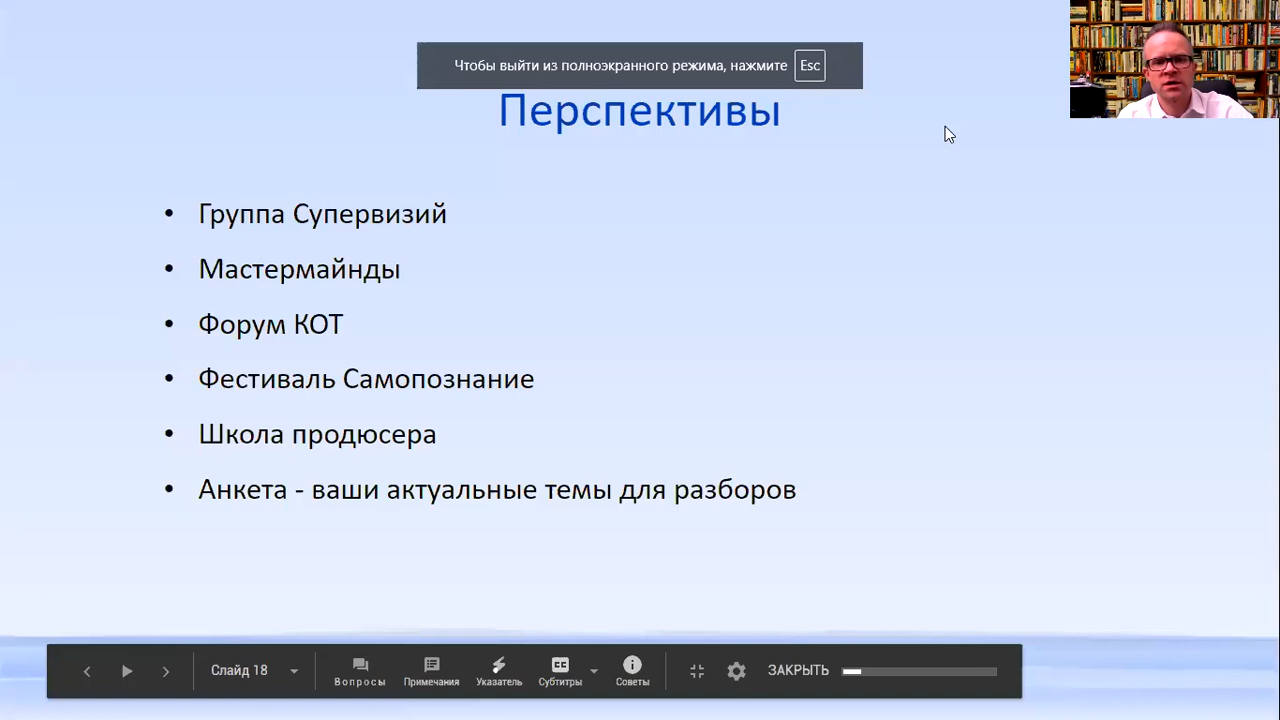 Чтобы выйти из полноэкранного режима, нажмите Esc
Перспективы
• Группа Супервизий
• Мастермайнды
• Форум КОТ
• Фестиваль Самопознание
• Школа продюсера
• Анкета - ваши актуальные темы для разборов
Слайд 18
Вопросы
Примечания
Указатель
CC
Субтитры
Советы
ЗАКРЫТЬ